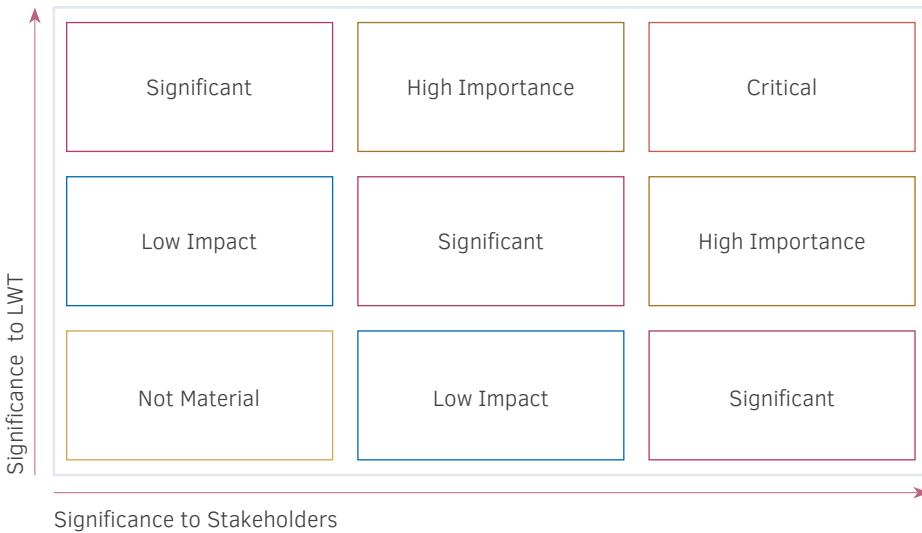 Significant
High Importance
Critical
Low Impact
Significant
High Importance
Not Material
Low Impact
Significant
Significance to LWT
Significance to Stakeholders